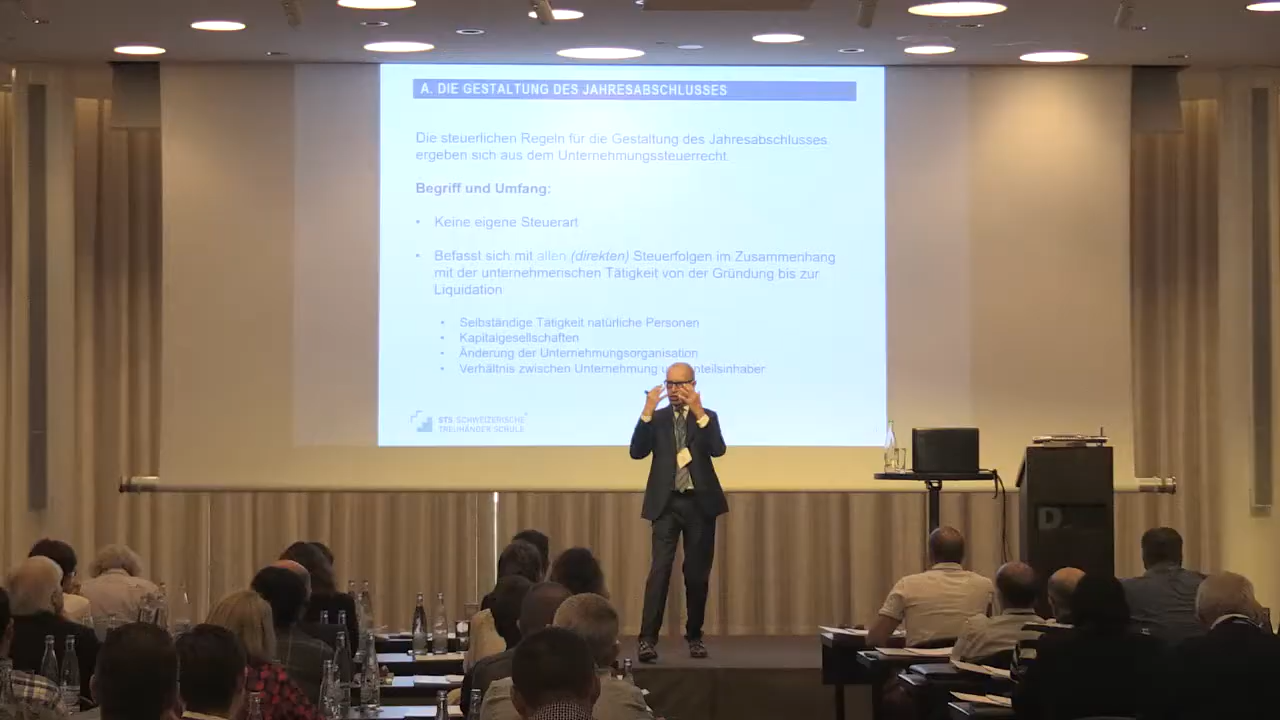 A. DIE GESTALTUNG DES JAHRESABSCHLUSSES
Die steuerlichen Regeln für die Gestaltung des Jahresabschlusses
ergeben sich aus dem Unternehmungssteuerrecht.
Begriff und Umfang:
• Keine eigene Steuerart
• Befasst sich mit allen (direkten) Steuerfolgen im Zusammenhang
mit der unternehmerischen Tätigkeit von der Gründung bis zur
Liquidation
• Selbständige Tätigkeit natürliche Personen
• Kapitalgesellschaften
• Änderung der Unternehmungsorganisation
• Verhältnis zwischen Unternehmung
STS SCHWEIZERISCHE
TREUHÄNDER SCHULE
D